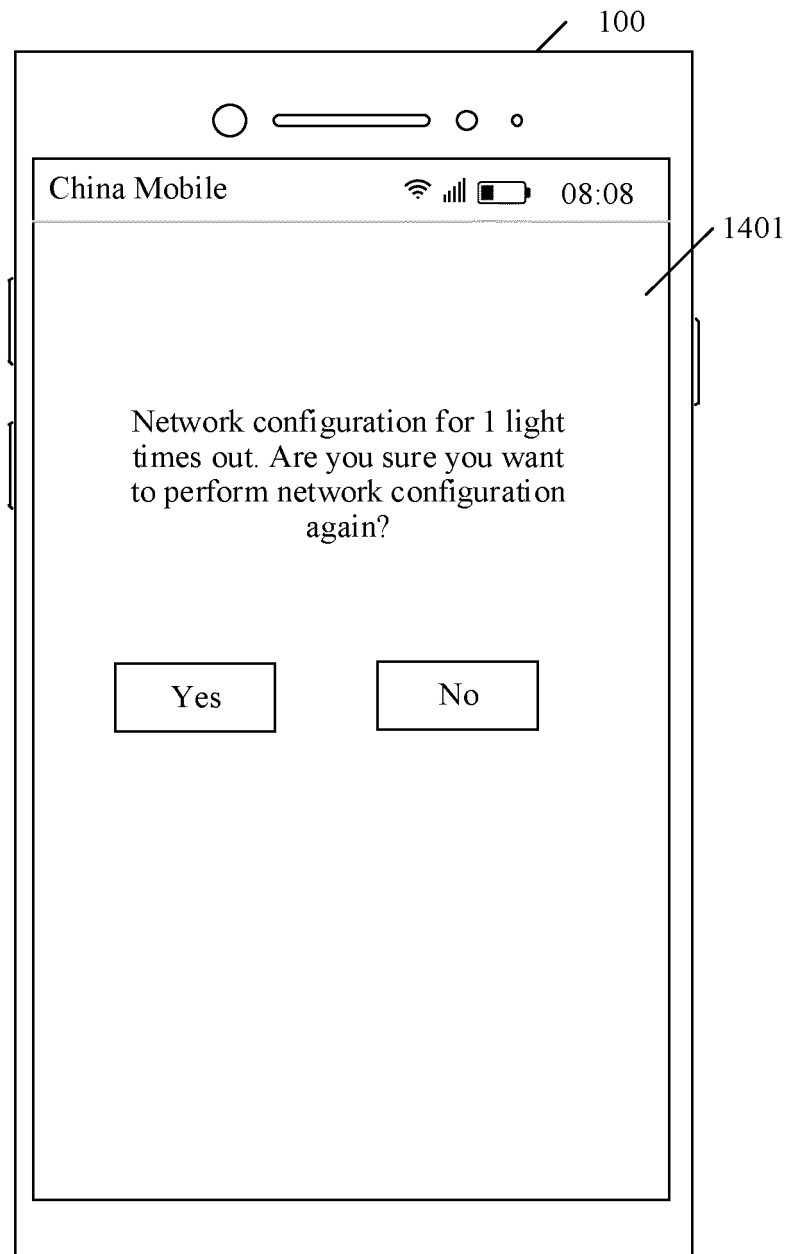 100
China Mobile 08:08
1401
Network configuration for 1 light
times out. Are you sure you want
to perform network configuration
again?
Yes No